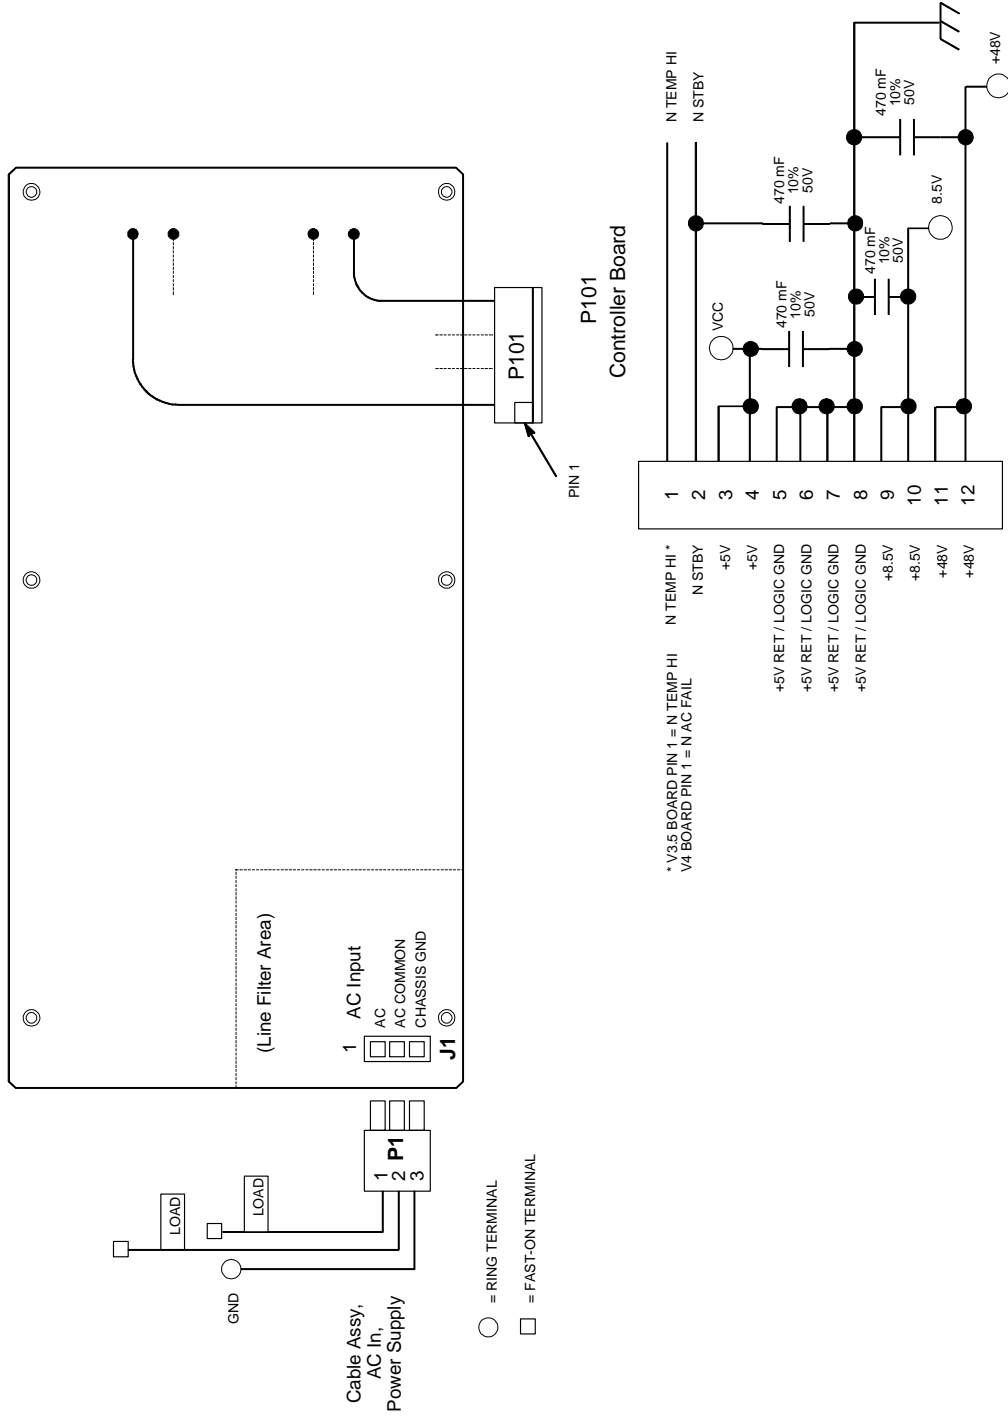 Cable Assy,
AC In,
Power Supply
GND
LOAD
LOAD
P1
1
2
3
= RING TERMINAL
= FAST-ON TERMINAL
(Line Filter Area)
1
AC Input
AC
AC COMMON
CHASSIS GND
J1
P101
PIN 1
P101
Controller Board
* V3.5 BOARD PIN 1 = N TEMP HI
V4 BOARD PIN 1 = N AC FAIL
N TEMP HI *
N STBY
+5V
+5V
+5V RET / LOGIC GND
+5V RET / LOGIC GND
+5V RET / LOGIC GND
+5V RET / LOGIC GND
+8.5V
+8.5V
+48V
+48V
1
2
3
4
5
6
7
8
9
10
11
12
N TEMP HI
N STBY
VCC
470 mF
10%
50V
470 mF
10%
50V
470 mF
10%
50V
8.5V
470 mF
10%
50V
+48V